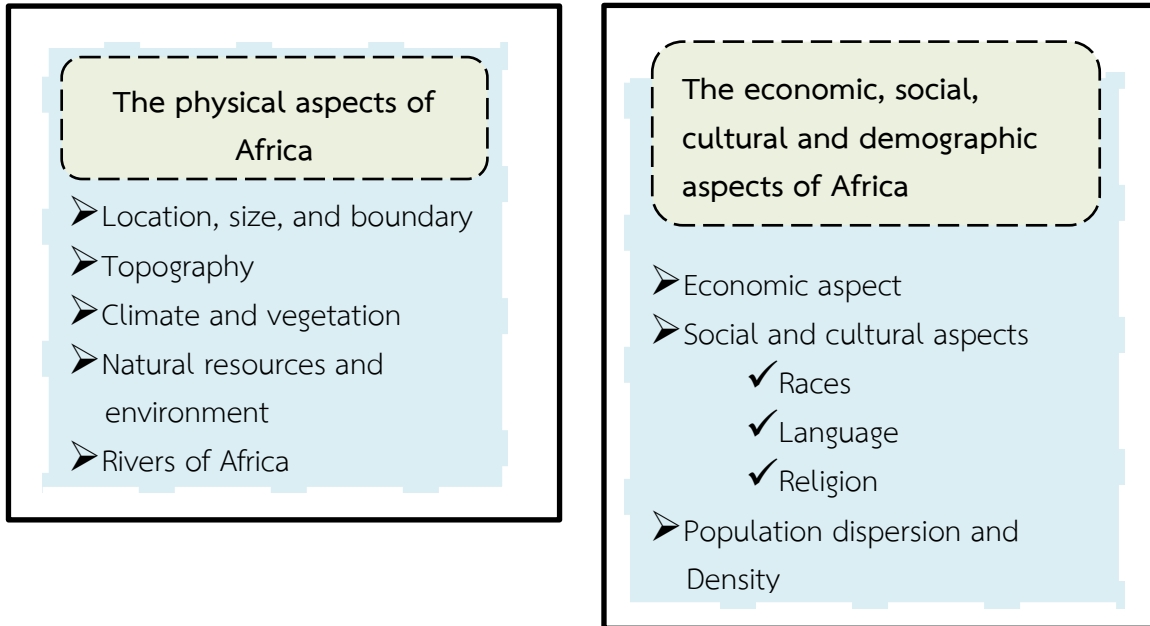 The physical aspects of
Africa
➤Location, size, and boundary
➤Topography
➤Climate and vegetation
➤Natural resources and
environment
➤Rivers of Africa
The economic, social,
cultural and demographic
aspects of Africa
➤Economic aspect
➤Social and cultural aspects
✓Races
✓Language
✓Religion
➤Population dispersion and
Density